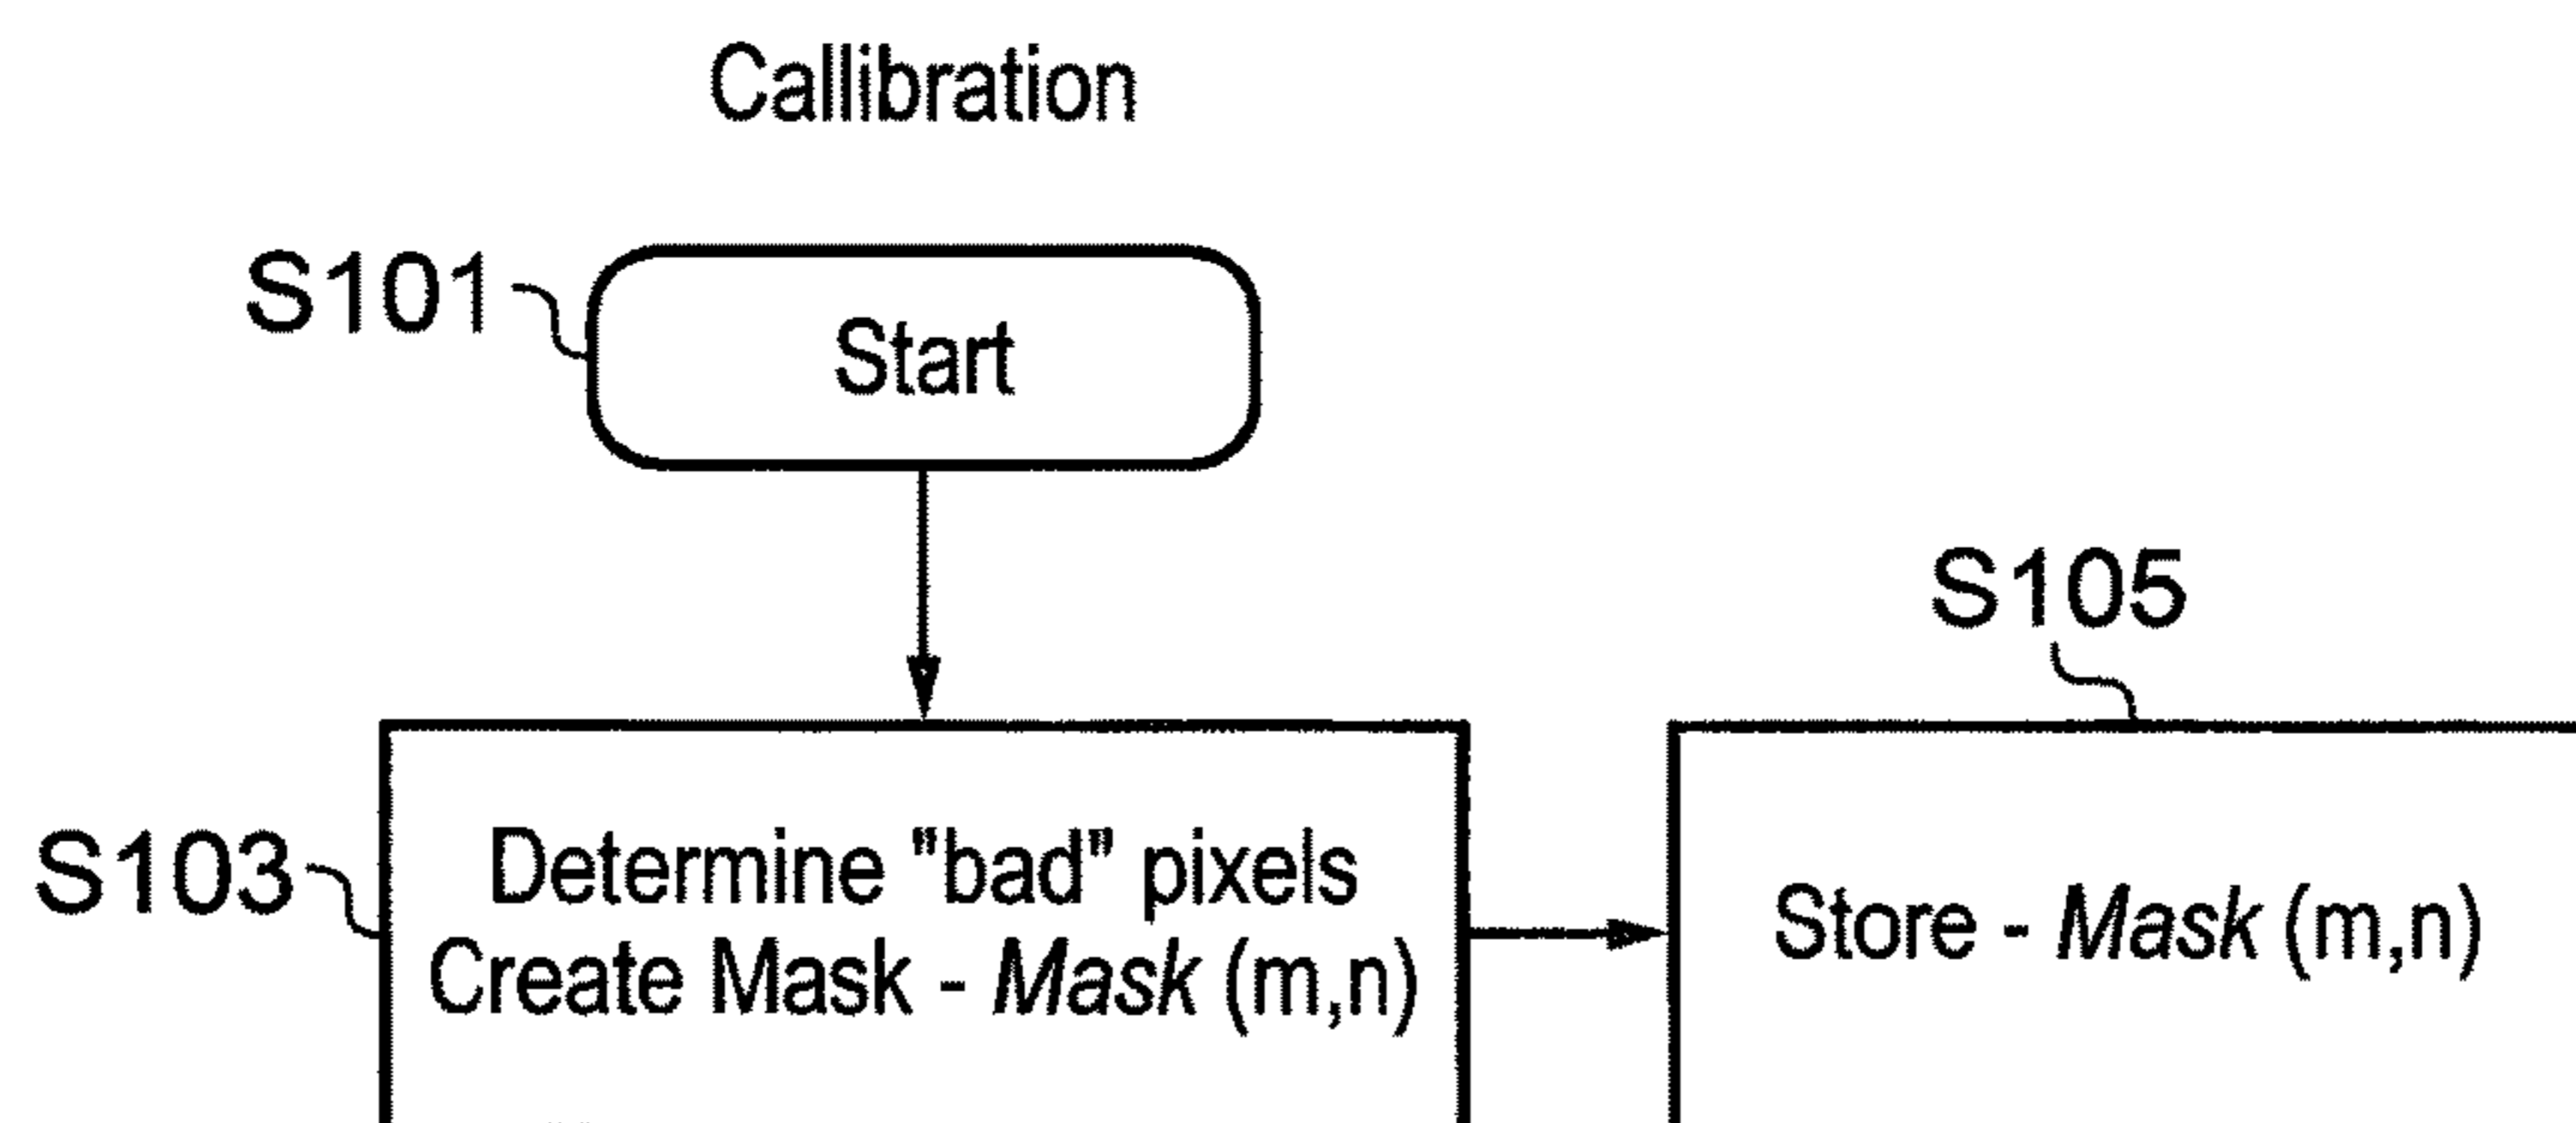 Callibration
S101
Start
S105
S103
Determine "bad" pixels
Create Mask - Mask (m,n)
Store - Mask (m,n)